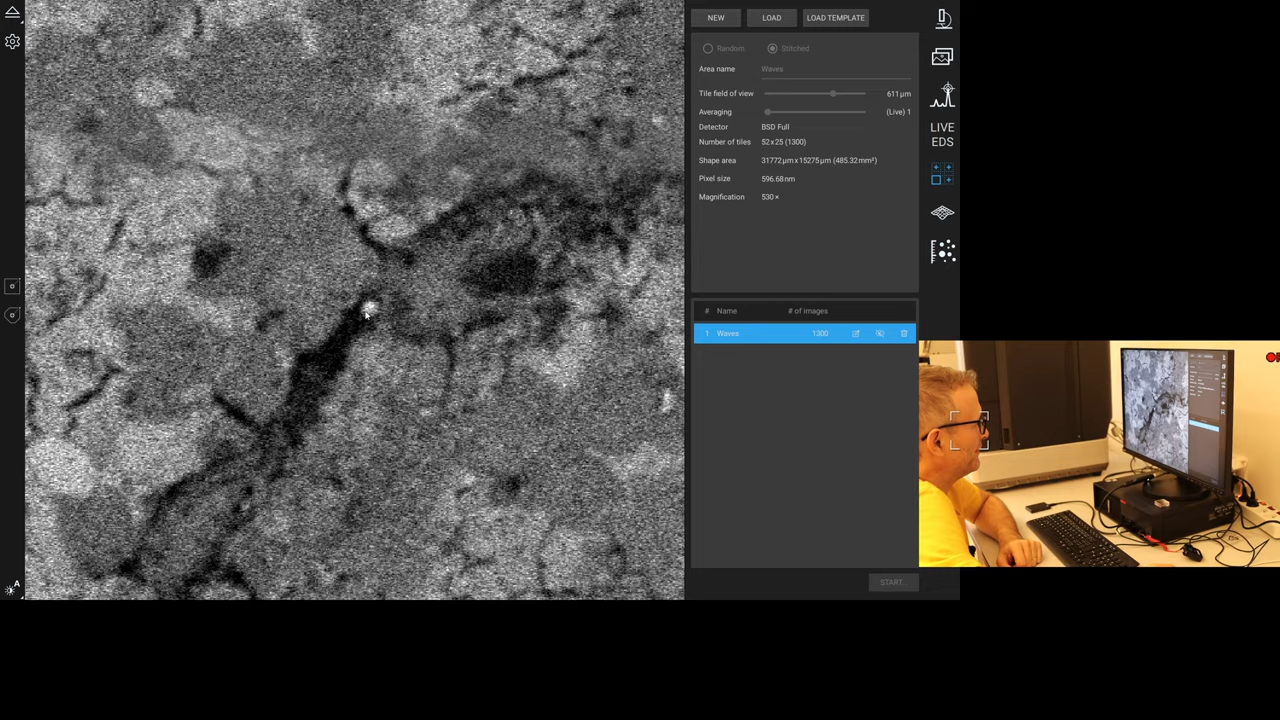 NEW LOAD LOAD TEMPLATE
Random Stitched
Area name Waves
Tile field of view 611 µm
Averaging (Live) 1
Detector BSD Full
Number of tiles 52x25 (1300)
Shape area 31772 µm x 15275 µm (485.32 mm²)
Pixel size 596.68 nm
Magnification 530 ×
LIVE
EDS
# Name # of images
1 Waves 1300
START...
A